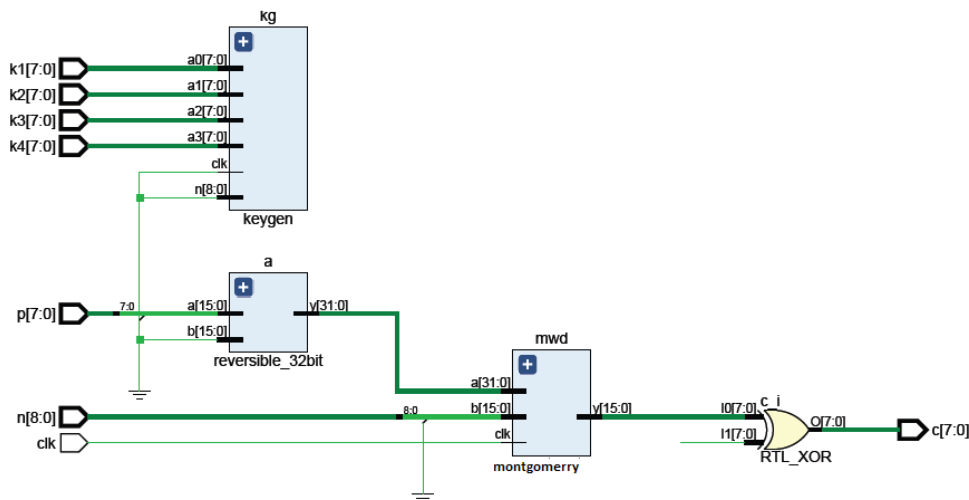 kg
k1[7:0] a0[7:0]
k2[7:0] a1[7:0]
k3[7:0] a2[7:0]
k4[7:0] a3[7:0]
clk
n[8:0]
keygen
a
p[7:0] 7:0 a[15:0] y[31:0]
b[15:0]
reversible_32bit
mwd
a[31:0]
n[8:0] 8:0 b[15:0] y[15:0]
clk clk
montgomerry
c_i
I0[7:0] O[7:0] c[7:0]
I1[7:0]
RTL_XOR